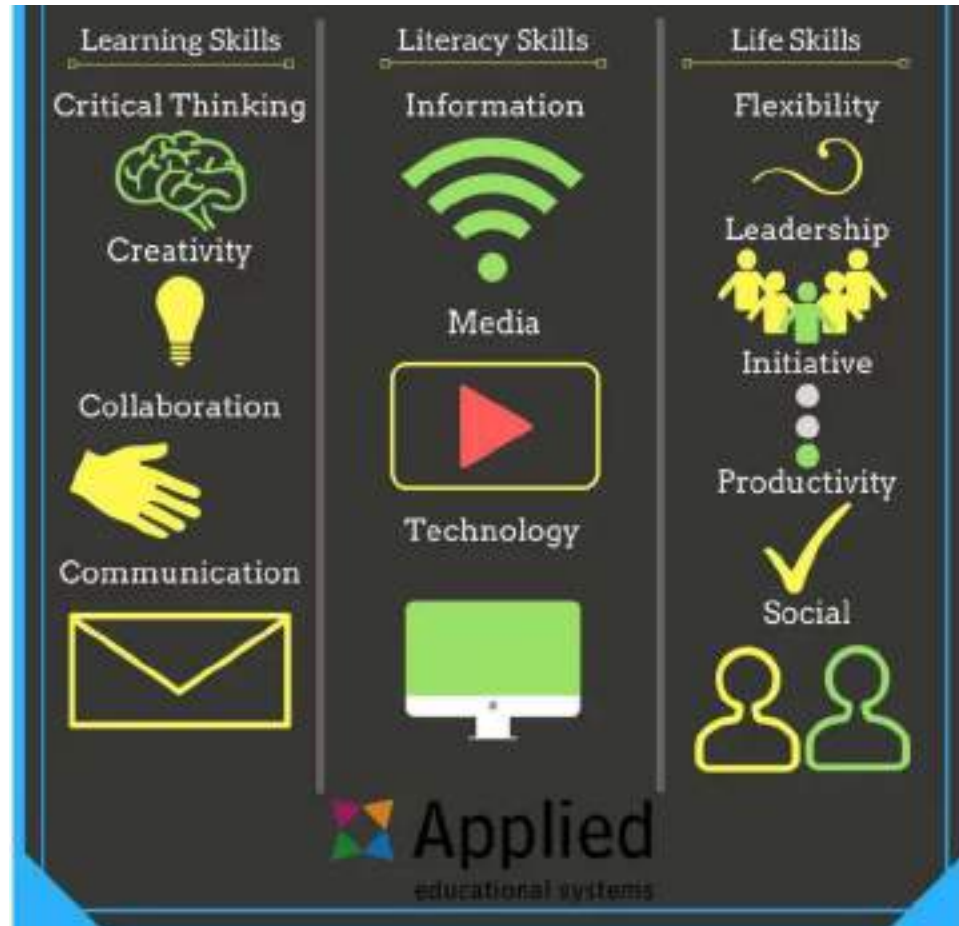 Learning Skills
Critical Thinking
Creativity
Collaboration
Communication
Literacy Skills
Information
Media
Technology
Life Skills
Flexibility
Leadership
Initiative
Productivity
Social
Applied
educational systems